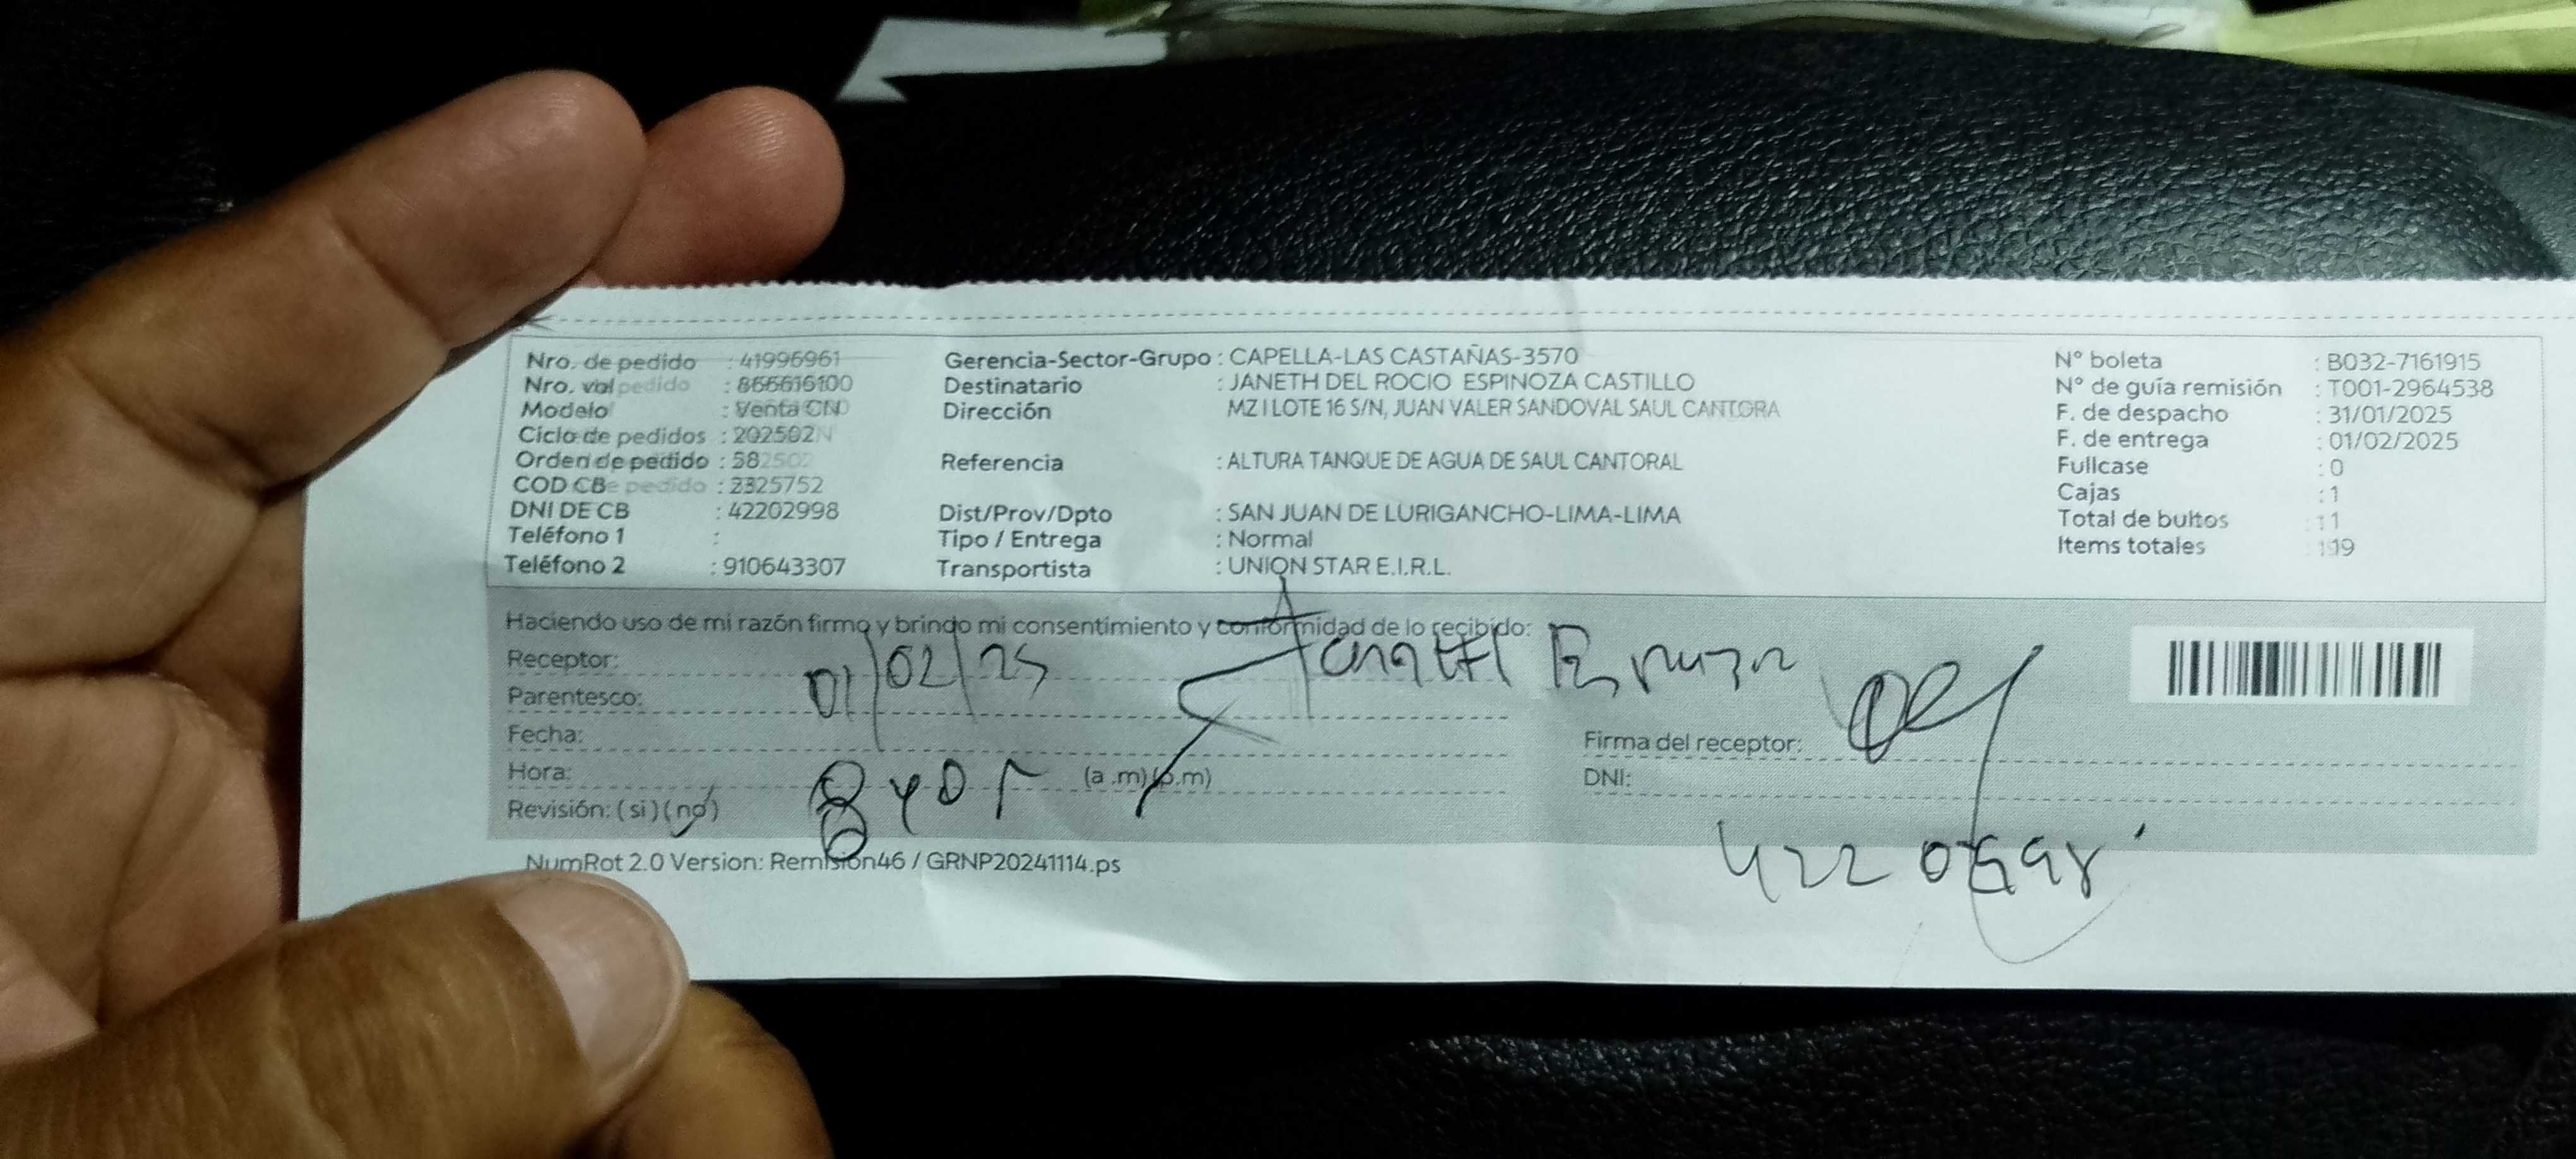 Nro. de pedido : 41996961
Nro. val pedido : 866616100
Modelo : Venta CN
Ciclo de pedidos : 202502
Orden de pedido : 58
COD CB : 2325752
DNI DE CB : 42202998
Teléfono 1 :
Teléfono 2 : 910643307
Gerencia-Sector-Grupo : CAPELLA-LAS CASTAÑAS-3570
Destinatario : JANETH DEL ROCIO ESPINOZA CASTILLO
Dirección MZ I LOTE 16 S/N, JUAN VALER SANDOVAL SAUL CANTORA
Referencia : ALTURA TANQUE DE AGUA DE SAUL CANTORAL
Dist/Prov/Dpto : SAN JUAN DE LURIGANCHO-LIMA-LIMA
Tipo / Entrega : Normal
Transportista : UNION STAR E.I.R.L.
N° boleta : B032-7161915
N° de guía remisión : T001-2964538
F. de despacho : 31/01/2025
F. de entrega : 01/02/2025
Fullcase : 0
Cajas : 1
Total de bultos : 1
Items totales : 19
Haciendo uso de mi razón firmo y brindo mi consentimiento y conformidad de lo recibido:
Receptor:
Parentesco: 01/02/25
Fecha:
Hora: (a .m) (p.m)
Revisión: (si) (no)
Firma del receptor:
DNI:
NumRot 2.0 Version: Remision46 / GRNP20241114.ps